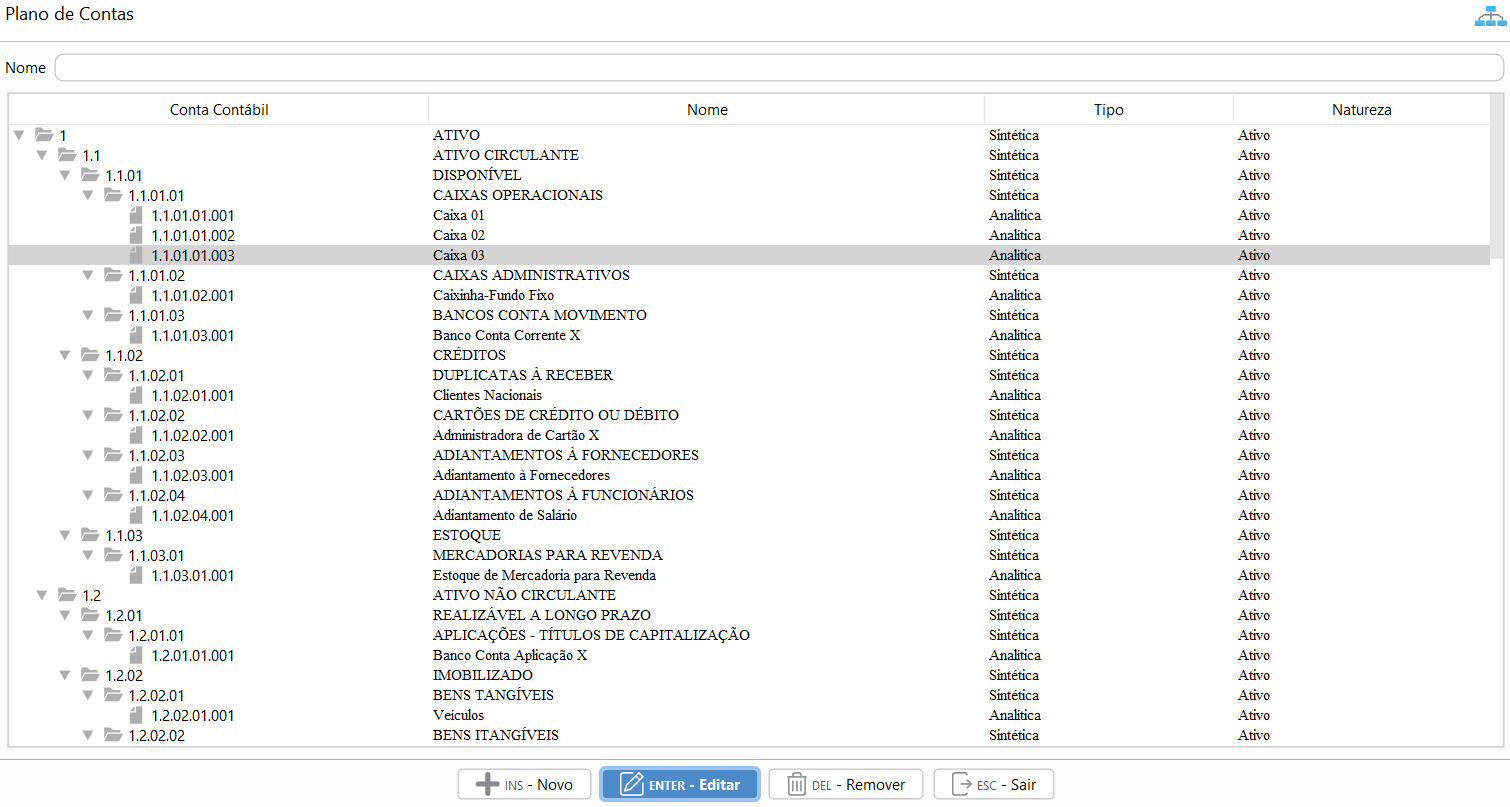 Plano de Contas
Nome
Conta Contábil Nome Tipo Natureza
1 ATIVO Sintética Ativo
1.1 ATIVO CIRCULANTE Sintética Ativo
1.1.01 DISPONÍVEL Sintética Ativo
1.1.01.01 CAIXAS OPERACIONAIS Sintética Ativo
1.1.01.01.001 Caixa 01 Analítica Ativo
1.1.01.01.002 Caixa 02 Analítica Ativo
1.1.01.01.003 Caixa 03 Analítica Ativo
1.1.01.02 CAIXAS ADMINISTRATIVOS Sintética Ativo
1.1.01.02.001 Caixinha-Fundo Fixo Analítica Ativo
1.1.01.03 BANCOS CONTA MOVIMENTO Sintética Ativo
1.1.01.03.001 Banco Conta Corrente X Analítica Ativo
1.1.02 CRÉDITOS Sintética Ativo
1.1.02.01 DUPLICATAS À RECEBER Sintética Ativo
1.1.02.01.001 Clientes Nacionais Analítica Ativo
1.1.02.02 CARTÕES DE CRÉDITO OU DÉBITO Sintética Ativo
1.1.02.02.001 Administradora de Cartão X Analítica Ativo
1.1.02.03 ADIANTAMENTOS À FORNECEDORES Sintética Ativo
1.1.02.03.001 Adiantamento à Fornecedores Analítica Ativo
1.1.02.04 ADIANTAMENTOS À FUNCIONÁRIOS Sintética Ativo
1.1.02.04.001 Adiantamento de Salário Analítica Ativo
1.1.03 ESTOQUE Sintética Ativo
1.1.03.01 MERCADORIAS PARA REVENDA Sintética Ativo
1.1.03.01.001 Estoque de Mercadoria para Revenda Analítica Ativo
1.2 ATIVO NÃO CIRCULANTE Sintética Ativo
1.2.01 REALIZÁVEL A LONGO PRAZO Sintética Ativo
1.2.01.01 APLICAÇÕES - TÍTULOS DE CAPITALIZAÇÃO Sintética Ativo
1.2.01.01.001 Banco Conta Aplicação X Analítica Ativo
1.2.02 IMOBILIZADO Sintética Ativo
1.2.02.01 BENS TANGÍVEIS Sintética Ativo
1.2.02.01.001 Veículos Analítica Ativo
1.2.02.02 BENS ITANGÍVEIS Sintética Ativo
INS - Novo ENTER - Editar DEL - Remover ESC - Sair